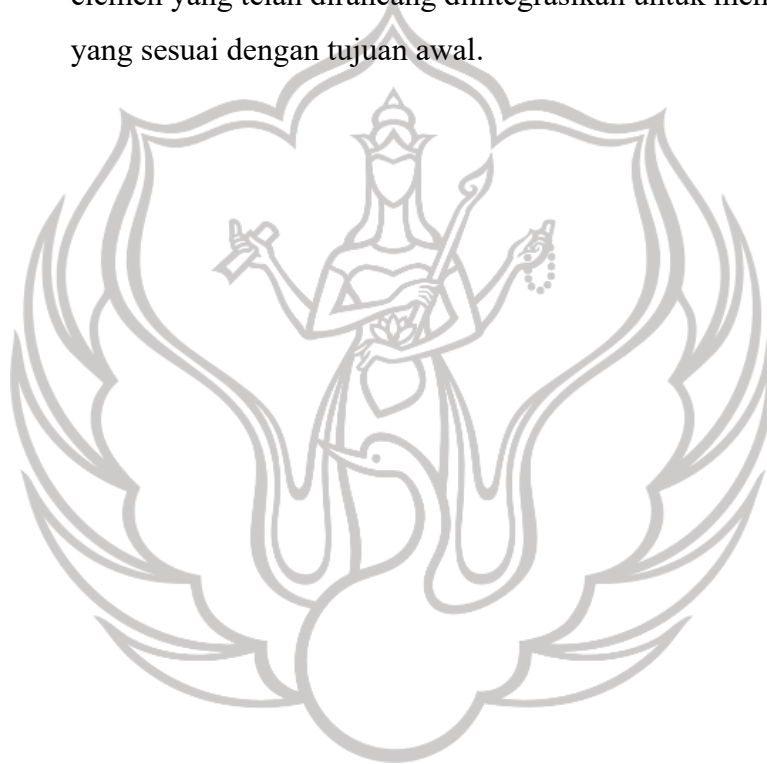 elemen yang telah dirancang diintegrasikan untuk
yang sesuai dengan tujuan awal.